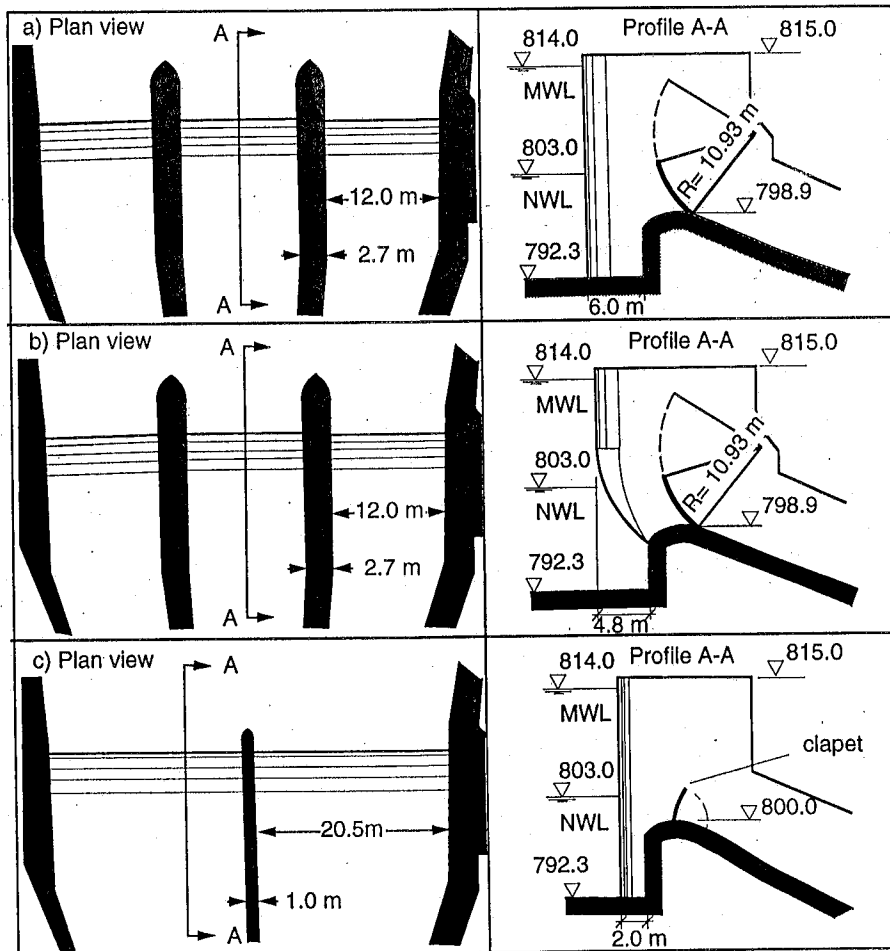 a) Plan view
A
12.0 m
2.7 m
A
Profile A-A
814.0
815.0
MWL
803.0
R= 10.93 m
NWL
798.9
792.3
6.0 m
b) Plan view
A
12.0 m
2.7 m
A
Profile A-A
814.0
815.0
MWL
803.0
R= 10.93 m
NWL
798.9
792.3
4.8 m
c) Plan view
A
20.5m
1.0 m
A
Profile A-A
814.0
815.0
MWL
clapet
803.0
800.0
NWL
792.3
2.0 m